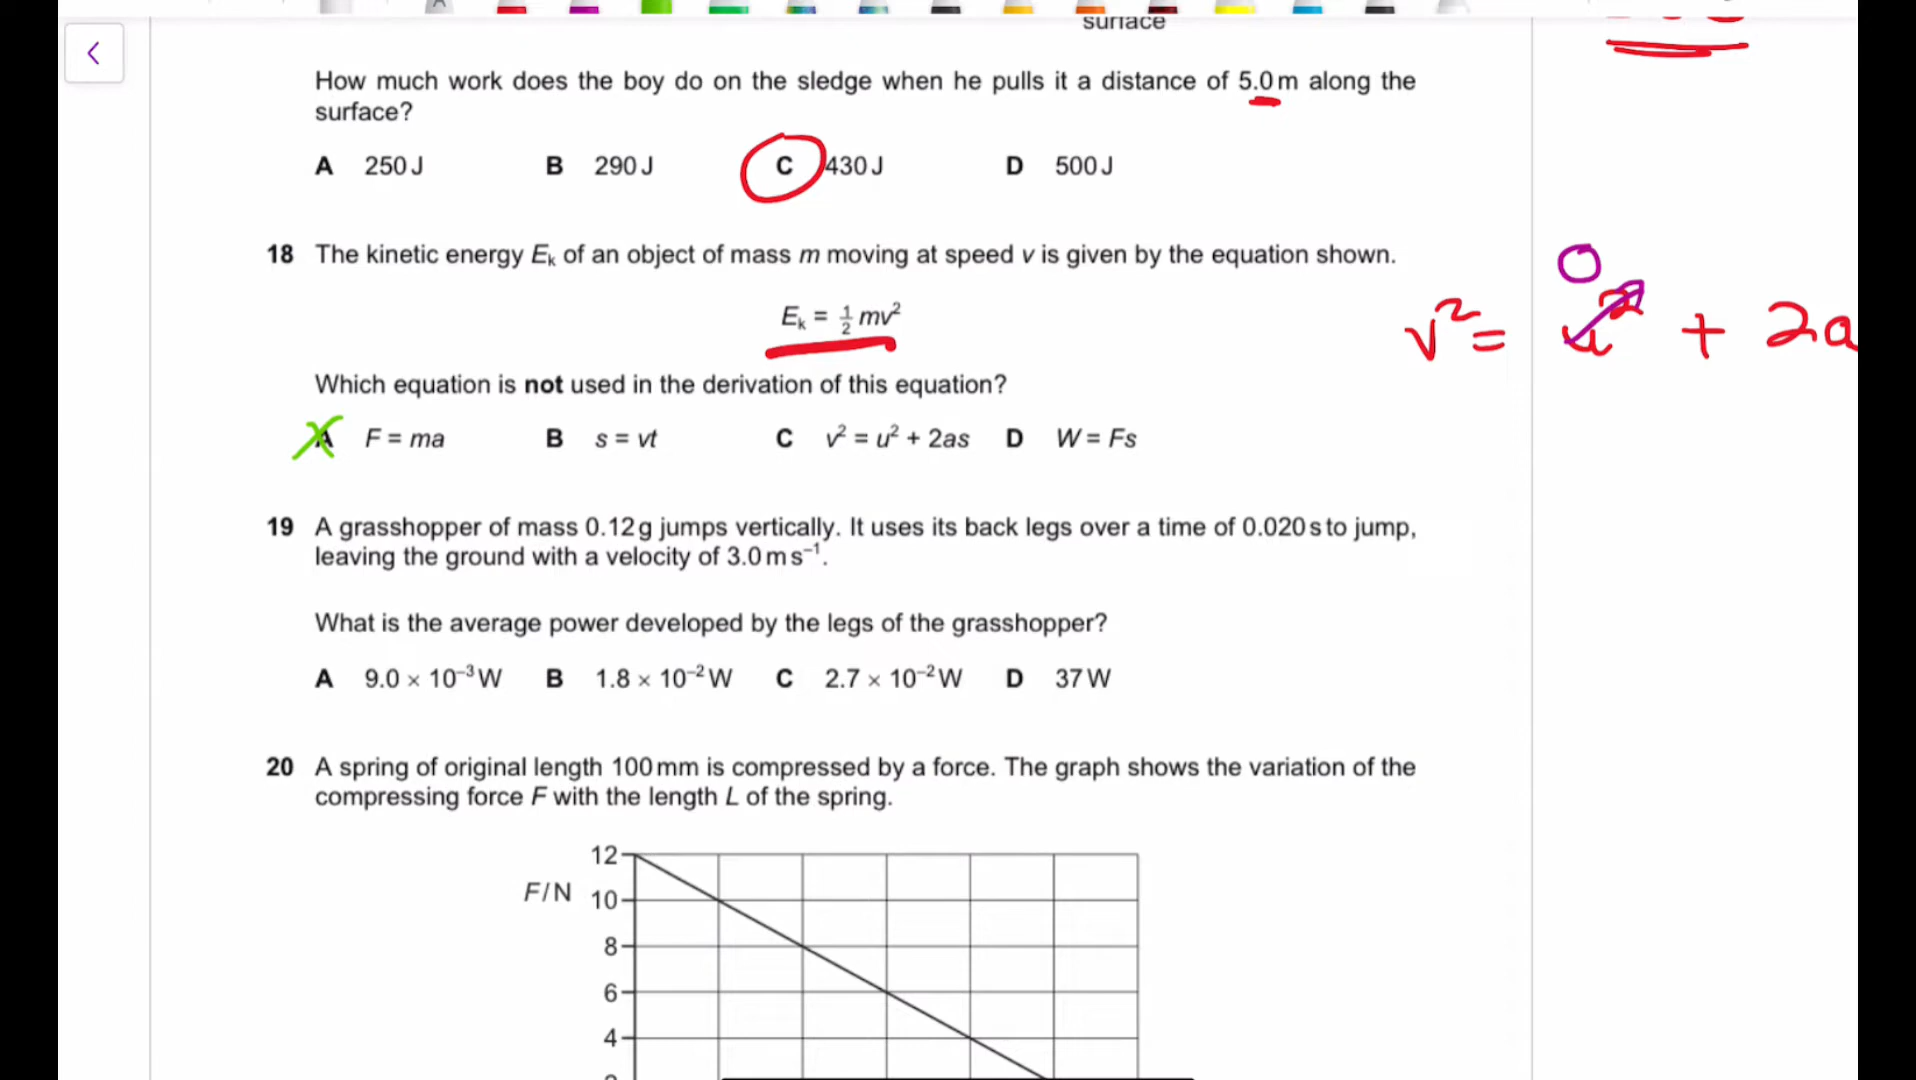 surface
How much work does the boy do on the sledge when he pulls it a distance of 5.0 m along the
surface?
A 250 J B 290 J C 430 J D 500 J
18 The kinetic energy Eₖ of an object of mass m moving at speed v is given by the equation shown.
Eₖ = ½ mv²
0
v² = u² + 2a
Which equation is not used in the derivation of this equation?
A F = ma B s = vt C v² = u² + 2as D W = Fs
19 A grasshopper of mass 0.12 g jumps vertically. It uses its back legs over a time of 0.020 s to jump,
leaving the ground with a velocity of 3.0 m s⁻¹.
What is the average power developed by the legs of the grasshopper?
A 9.0 × 10⁻³ W B 1.8 × 10⁻² W C 2.7 × 10⁻² W D 37 W
20 A spring of original length 100 mm is compressed by a force. The graph shows the variation of the
compressing force F with the length L of the spring.
12
F / N 10
8
6
4